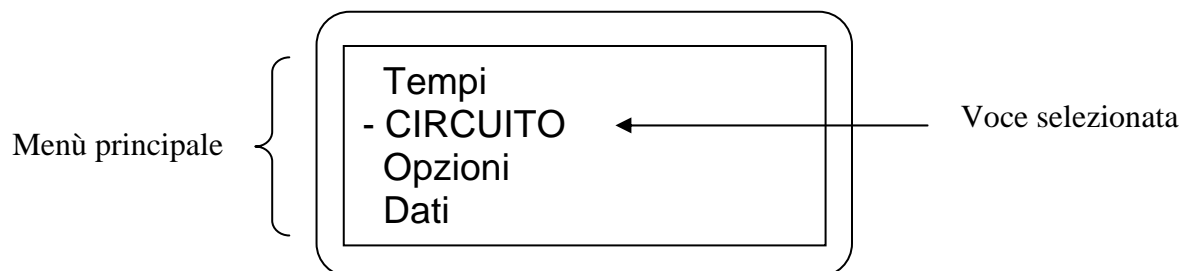 Tempi
- CIRCUITO
Opzioni
Dati
Menù principale
Voce selezionata